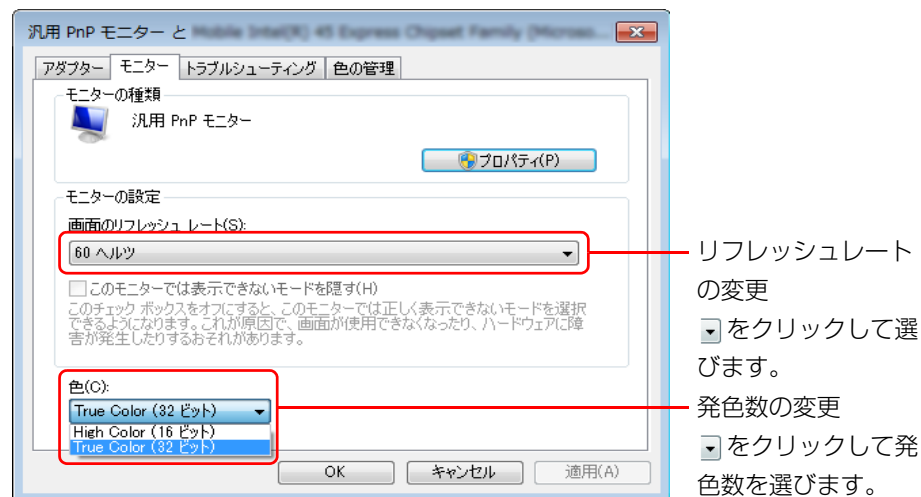 汎用 PnP モニター と
アダプター モニター トラブルシューティング 色の管理
モニターの種類
汎用 PnP モニター
プロパティ(P)
モニターの設定
画面のリフレッシュ レート(S):
60 ヘルツ
このモニターでは表示できないモードを隠す(H)
このチェック ボックスをオフにすると、このモニターでは正しく表示できないモードを選択
できるようになります。これが原因で、画面が使用できなくなったり、ハードウェアに障
害が発生したりするおそれがあります。
色(C):
True Color (32 ビット)
High Color (16 ビット)
True Color (32 ビット)
OK キャンセル 適用(A)
リフレッシュレート
の変更
をクリックして選
びます。
発色数の変更
をクリックして発
色数を選びます。